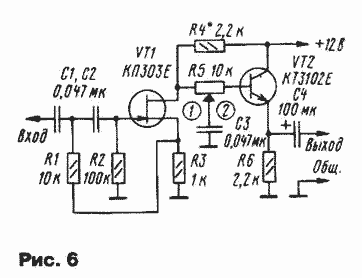 R4* 2,2 к
+12 В
VT1
КП303Е
R5 10 к
VT2
КТ3102Е
C1, C2
0,047 мк
C4
100 мк
1
2
+
Вход
C3
0,047 мк
Выход
R1
10 к
R2
100к
R3
1 к
R6
2,2 к
Общ.
Рис. 6